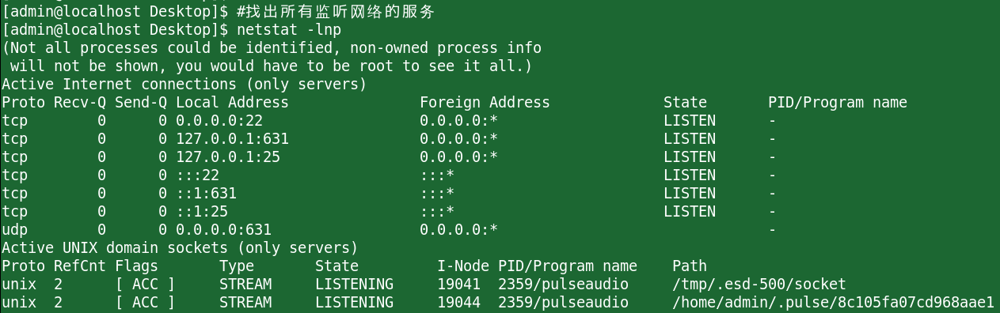 [admin@localhost Desktop]$ #找出所有监听网络的服务
[admin@localhost Desktop]$ netstat -lnp
(Not all processes could be identified, non-owned process info
 will not be shown, you would have to be root to see it all.)
Active Internet connections (only servers)
Proto Recv-Q Send-Q Local Address               Foreign Address             State       PID/Program name
tcp        0      0 0.0.0.0:22                  0.0.0.0:*                   LISTEN      -
tcp        0      0 127.0.0.1:631               0.0.0.0:*                   LISTEN      -
tcp        0      0 127.0.0.1:25                0.0.0.0:*                   LISTEN      -
tcp        0      0 :::22                       :::*                        LISTEN      -
tcp        0      0 ::1:631                     :::*                        LISTEN      -
tcp        0      0 ::1:25                      :::*                        LISTEN      -
udp        0      0 0.0.0.0:631                 0.0.0.0:*                               -
Active UNIX domain sockets (only servers)
Proto RefCnt Flags       Type       State         I-Node PID/Program name    Path
unix  2      [ ACC ]     STREAM     LISTENING     19041  2359/pulseaudio     /tmp/.esd-500/socket
unix  2      [ ACC ]     STREAM     LISTENING     19044  2359/pulseaudio     /home/admin/.pulse/8c105fa07cd968aae1